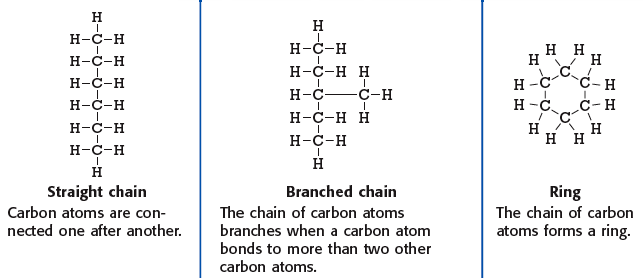 H
H-C-H
H-C-H
H-C-H
H-C-H
H-C-H
H-C-H
H
Straight chain
Carbon atoms are con-
nected one after another.
H
H-C-H
H-C-H H
H-C-C-H
H-C-H H
H-C-H
H
Branched chain
The chain of carbon atoms
branches when a carbon atom
bonds to more than two other
carbon atoms.
H H
H H
C
H-C C-H
H-C C-H
C
H H
H H
Ring
The chain of carbon
atoms forms a ring.